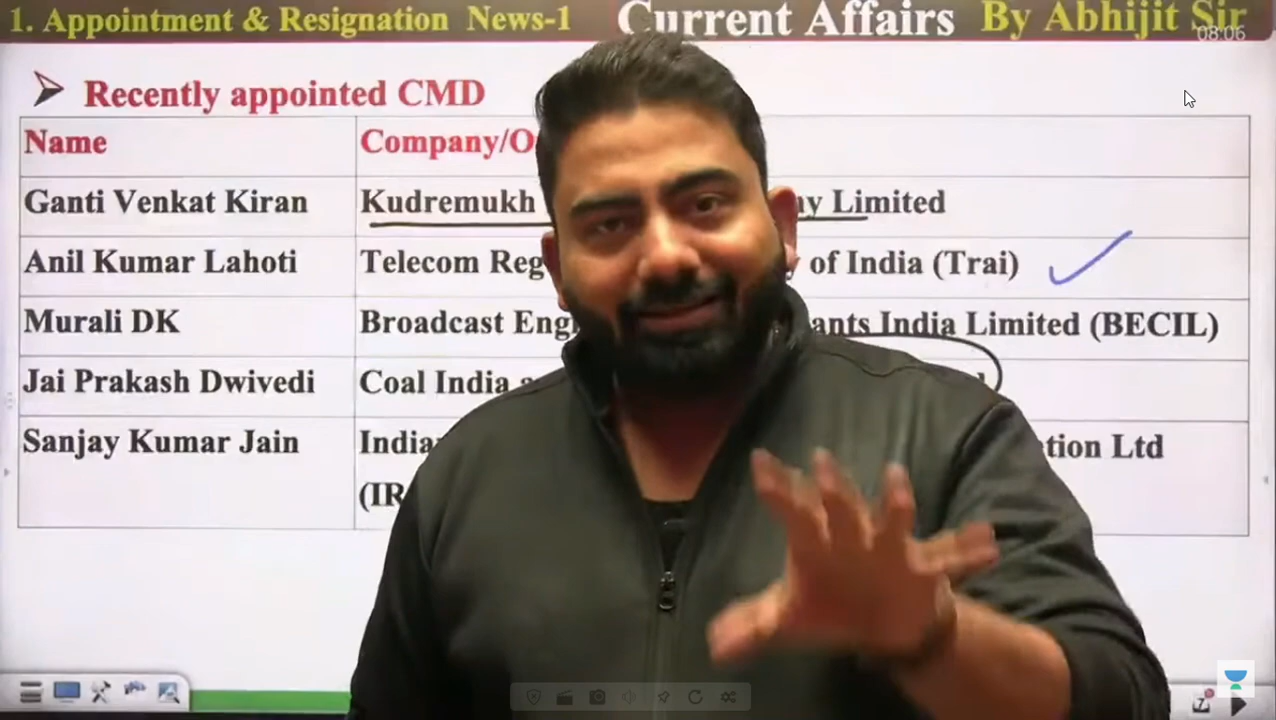 1. Appointment & Resignation News-1 Current Affairs By Abhijit Sir
08:06
Recently appointed CMD
Name Company/O
Ganti Venkat Kiran Kudremukh ay Limited
Anil Kumar Lahoti Telecom Reg of India (Trai)
Murali DK Broadcast Eng ants India Limited (BECIL)
Jai Prakash Dwivedi Coal India
Sanjay Kumar Jain India tion Ltd
(IR